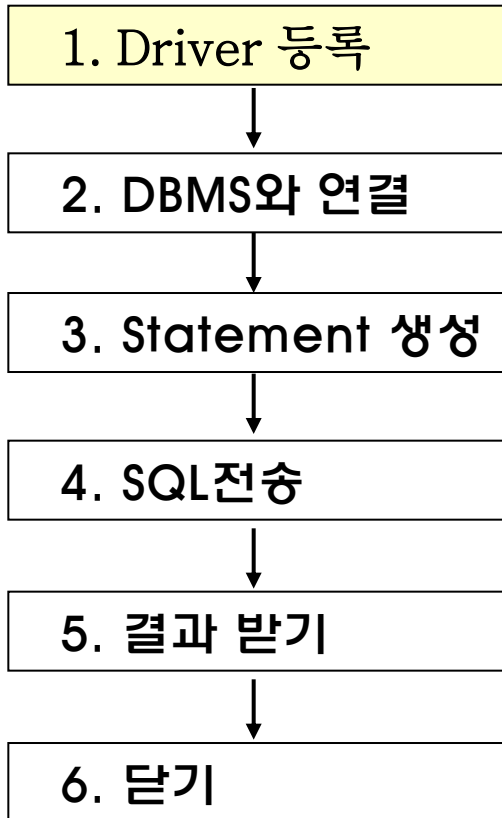 1. Driver 등록
2. DBMS와 연결
3. Statement 생성
4. SQL전송
5. 결과 받기
6. 닫기